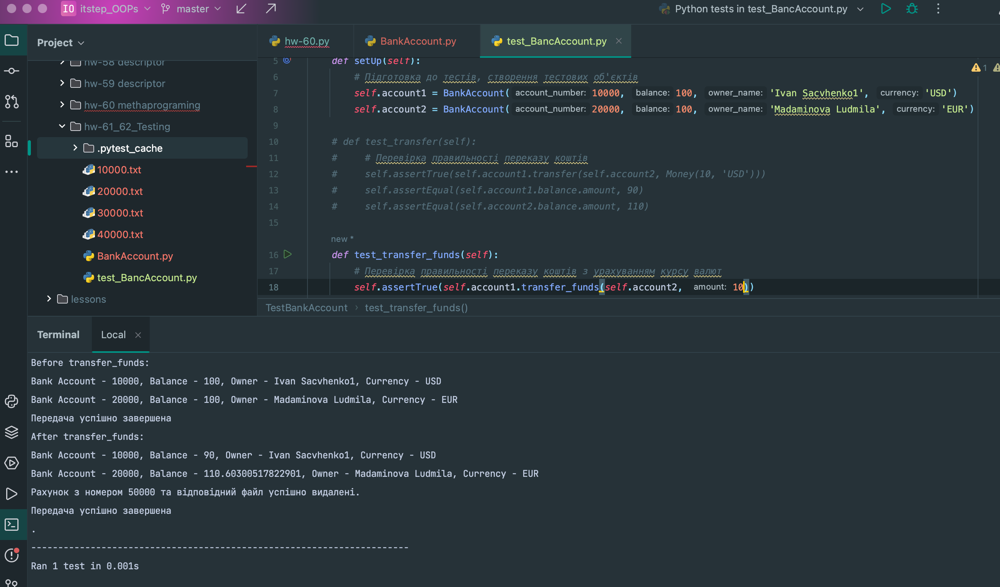 IO itstep_OOPs master Python tests in test_BancAccount.py
Project
hw-58 descriptor
hw-59 descriptor
hw-60 methaprograming
hw-61_62_Testing
.pytest_cache
10000.txt
20000.txt
30000.txt
40000.txt
BankAccount.py
test_BancAccount.py
lessons
hw-60.py BankAccount.py test_BancAccount.py
1
5 def setUp(self):
6 # Підготовка до тестів, створення тестових об'єктів
7 self.account1 = BankAccount( account_number: 10000, balance: 100, owner_name: 'Ivan Sacvhenko1', currency: 'USD')
8 self.account2 = BankAccount( account_number: 20000, balance: 100, owner_name: 'Madaminova Ludmila', currency: 'EUR')
9
10 # def test_transfer(self):
11 # # Перевірка правильності переказу коштів
12 # self.assertTrue(self.account1.transfer(self.account2, Money(10, 'USD')))
13 # self.assertEqual(self.account1.balance.amount, 90)
14 # self.assertEqual(self.account2.balance.amount, 110)
15
new *
16 def test_transfer_funds(self):
17 # Перевірка правильності переказу коштів з урахуванням курсу валют
18 self.assertTrue(self.account1.transfer_funds(self.account2, amount: 10))
TestBankAccount › test_transfer_funds()
Terminal Local
Before transfer_funds:
Bank Account - 10000, Balance - 100, Owner - Ivan Sacvhenko1, Currency - USD
Bank Account - 20000, Balance - 100, Owner - Madaminova Ludmila, Currency - EUR
Передача успішно завершена
After transfer_funds:
Bank Account - 10000, Balance - 90, Owner - Ivan Sacvhenko1, Currency - USD
Bank Account - 20000, Balance - 110.60300517822901, Owner - Madaminova Ludmila, Currency - EUR
Рахунок з номером 50000 та відповідний файл успішно видалені.
Передача успішно завершена
.
----------------------------------------------------------------------
Ran 1 test in 0.001s